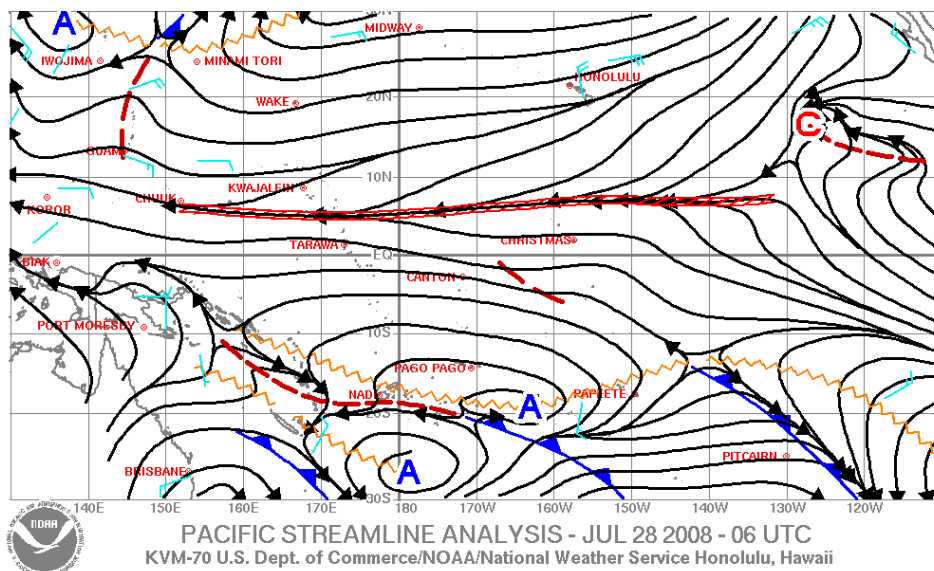 A
MIDWAY
IWOJIMA
MINAMI TORI
HONOLULU
20N
WAKE
C
GUAM
10N
KWAJALEIN
CHUUK
KOROR
TARAWA
CHRISTMAS
EQ
BIAK
CANTON
PORT MORESBY
10S
PAGO PAGO
NADI
PAPEETE
A
20S
PITCAIRN
BRISBANE
A
30S
140E
150E
160E
170E
180
170W
160W
150W
140W
130W
120W
NOAA
PACIFIC STREAMLINE ANALYSIS - JUL 28 2008 - 06 UTC
KVM-70 U.S. Dept. of Commerce/NOAA/National Weather Service Honolulu, Hawaii